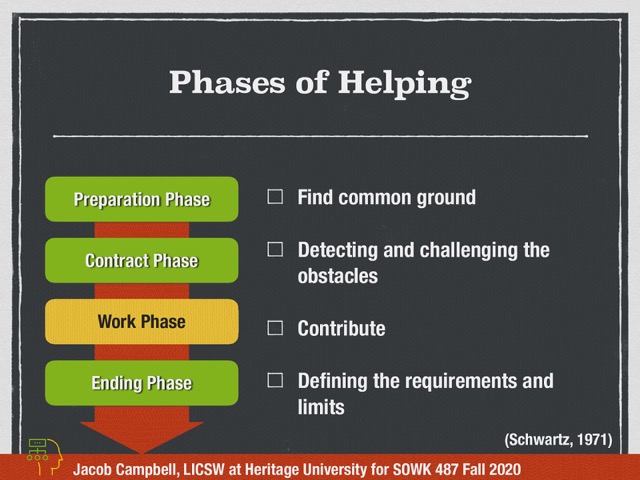 Phases of Helping
Preparation Phase
Contract Phase
Work Phase
Ending Phase
Find common ground
Detecting and challenging the
obstacles
Contribute
Defining the requirements and
limits
(Schwartz, 1971)
Jacob Campbell, LICSW at Heritage University for SOWK 487 Fall 2020